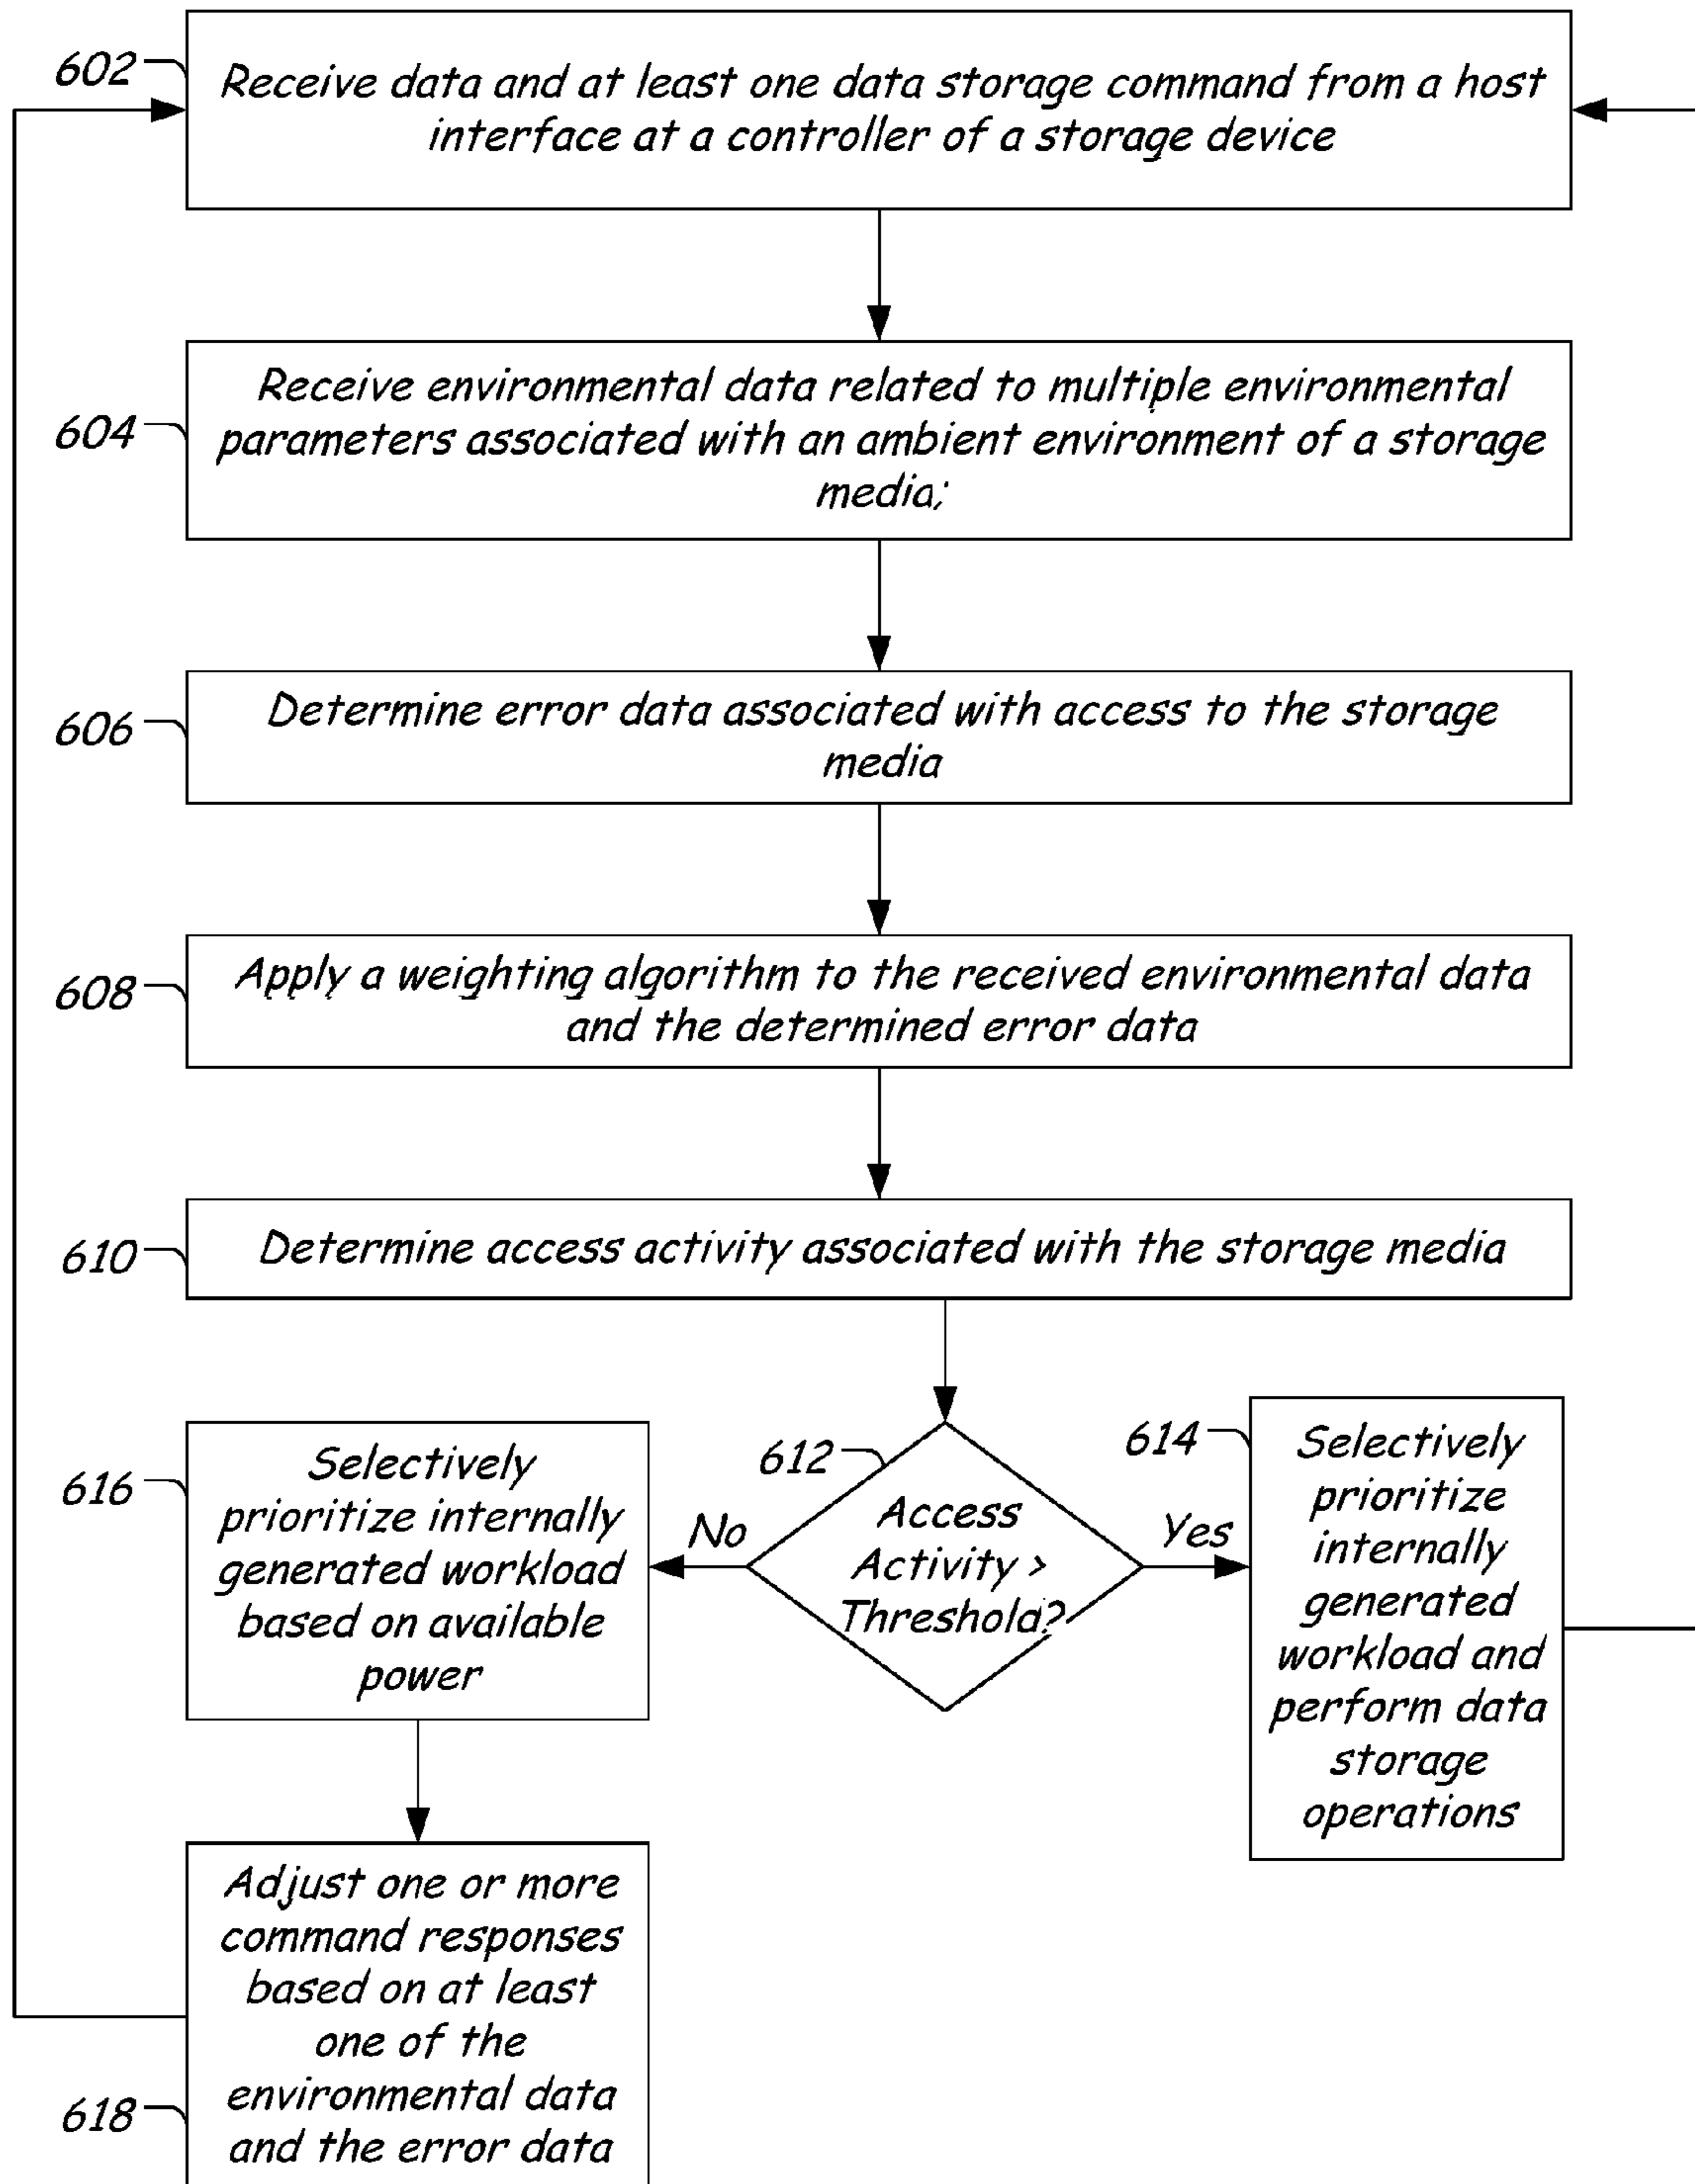 602
Receive data and at least one data storage command from a host
interface at a controller of a storage device
604
Receive environmental data related to multiple environmental
parameters associated with an ambient environment of a storage
media;
606
Determine error data associated with access to the storage
media
608
Apply a weighting algorithm to the received environmental data
and the determined error data
610
Determine access activity associated with the storage media
612
Access
Activity >
Threshold?
No
Yes
616
Selectively
prioritize internally
generated workload
based on available
power
614
Selectively
prioritize
internally
generated
workload and
perform data
storage
operations
618
Adjust one or more
command responses
based on at least
one of the
environmental data
and the error data